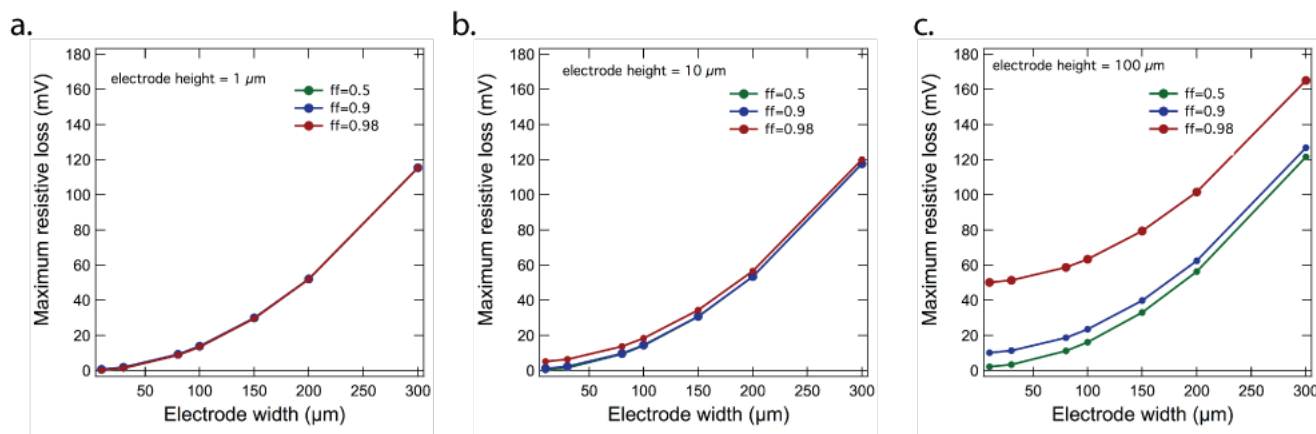 a.
electrode height = 1 µm
ff=0.5
ff=0.9
ff=0.98
Maximum resistive loss (mV)
180
160
140
120
100
80
60
40
20
0
50
100
150
200
250
300
Electrode width (µm)
b.
electrode height = 10 µm
ff=0.5
ff=0.9
ff=0.98
Maximum resistive loss (mV)
180
160
140
120
100
80
60
40
20
0
50
100
150
200
250
300
Electrode width (µm)
c.
electrode height = 100 µm
ff=0.5
ff=0.9
ff=0.98
Maximum resistive loss (mV)
180
160
140
120
100
80
60
40
20
0
50
100
150
200
250
300
Electrode width (µm)